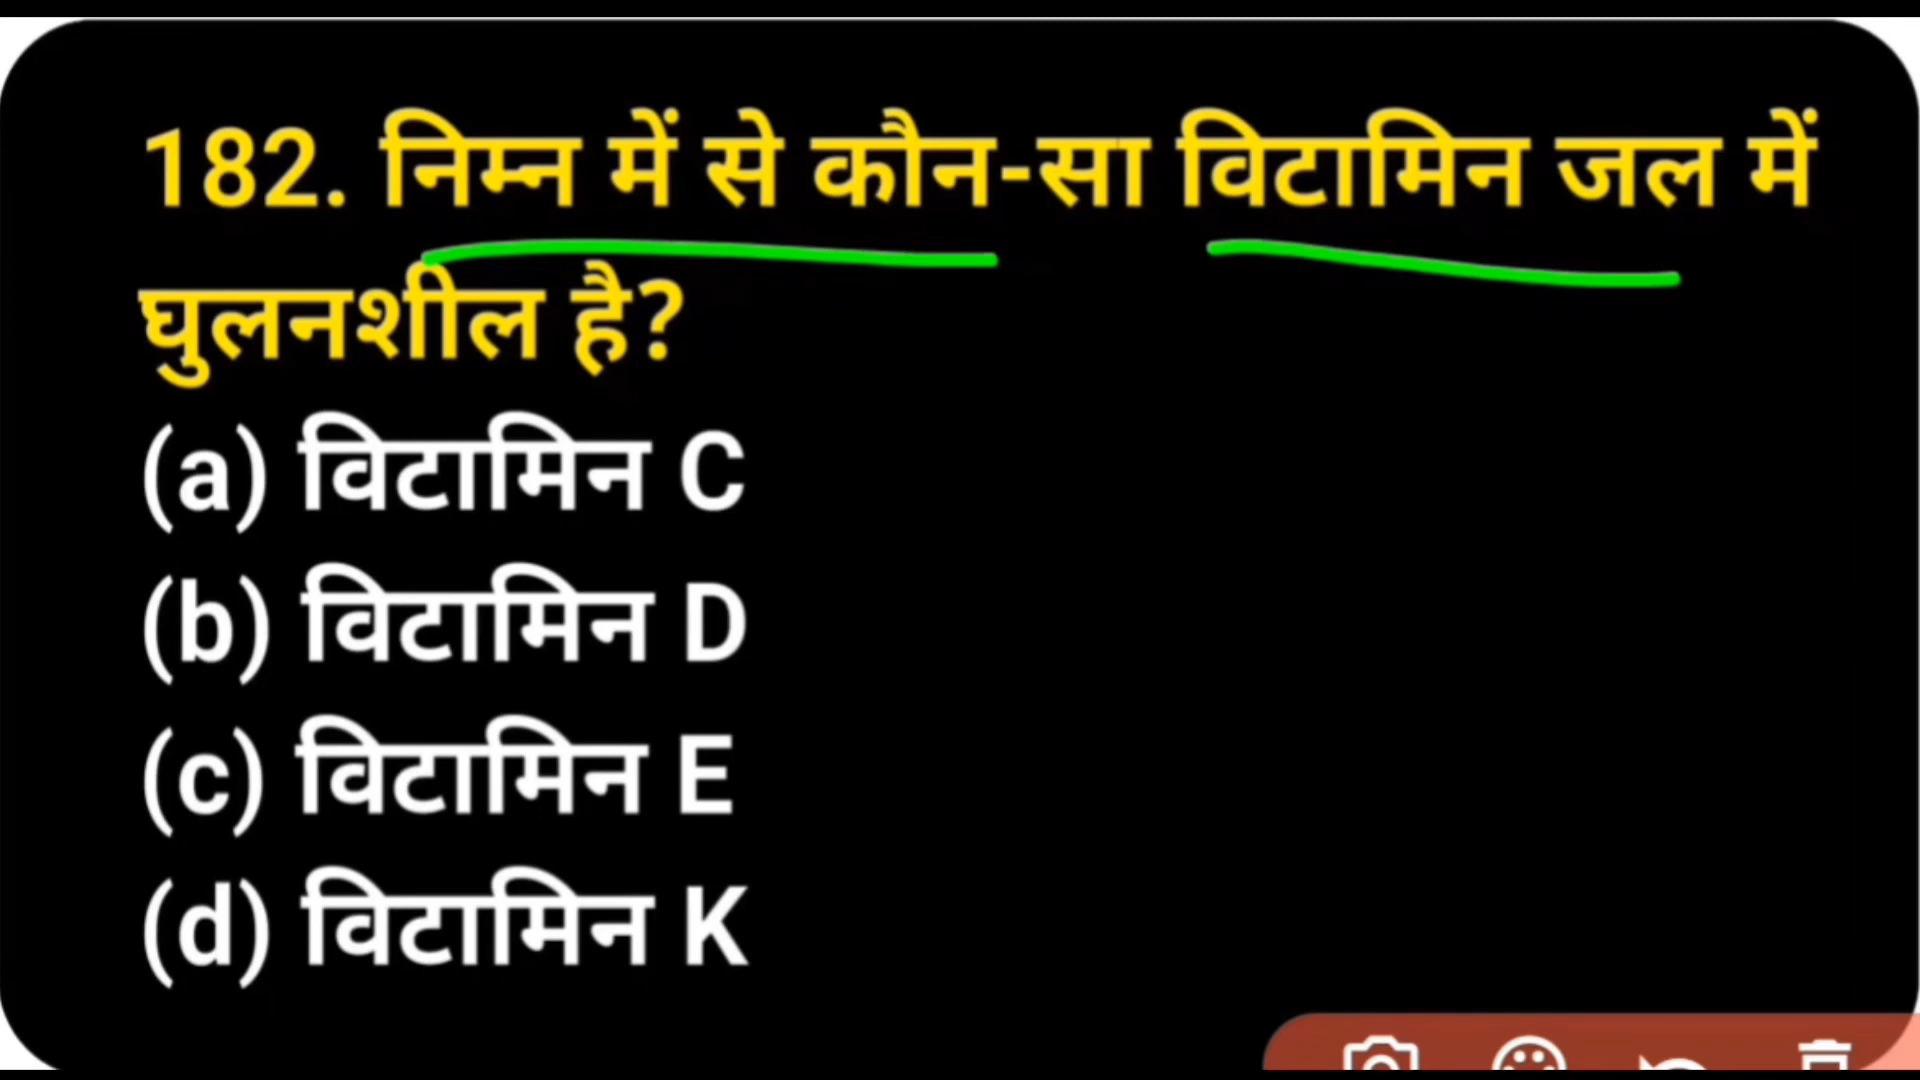 182. निम्न में से कौन-सा विटामिन जल में
घुलनशील है?
(a) विटामिन C
(b) विटामिन D
(c) विटामिन E
(d) विटामिन K